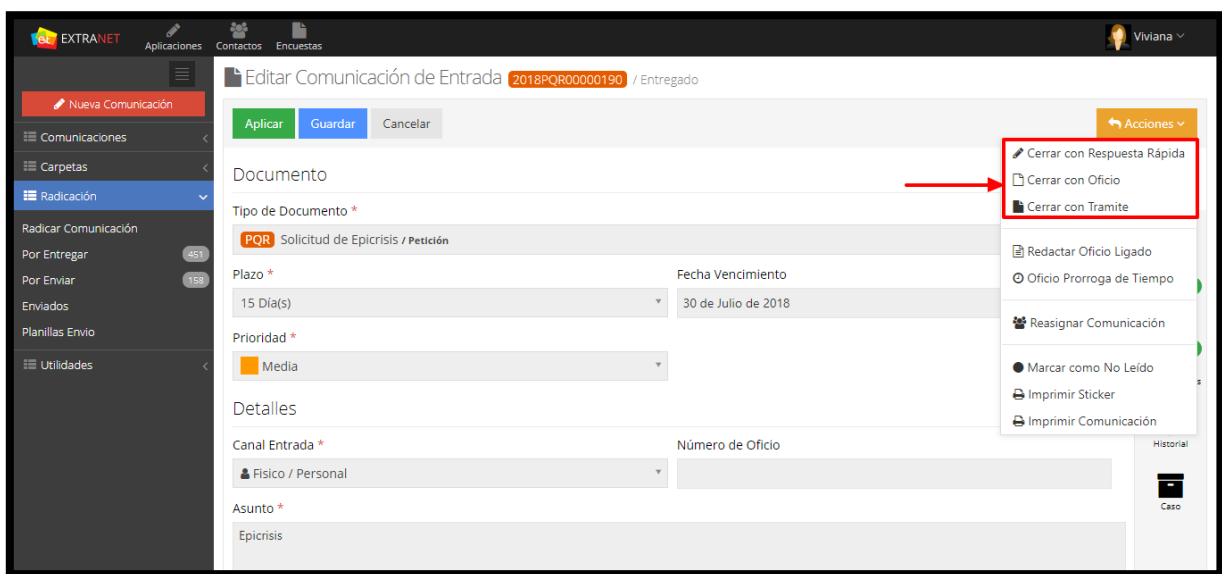 EXTRANET
Aplicaciones
Contactos
Encuestas
Viviana
Nueva Comunicación
Comunicaciones
Carpetas
Radicación
Radicar Comunicación
Por Entregar 451
Por Enviar 158
Enviados
Planillas Envio
Utilidades
Editar Comunicación de Entrada 2018PQR00000190 / Entregado
Aplicar Guardar Cancelar
Acciones
Cerrar con Respuesta Rápida
Cerrar con Oficio
Cerrar con Tramite
Redactar Oficio Ligado
Oficio Prorroga de Tiempo
Reasignar Comunicación
Marcar como No Leído
Imprimir Sticker
Imprimir Comunicación
Documento
Tipo de Documento *
PQR Solicitud de Epicrisis / Petición
Plazo *
15 Día(s)
Fecha Vencimiento
30 de Julio de 2018
Prioridad *
Media
Detalles
Canal Entrada *
Fisico / Personal
Número de Oficio
Asunto *
Epicrisis
Historial
Caso